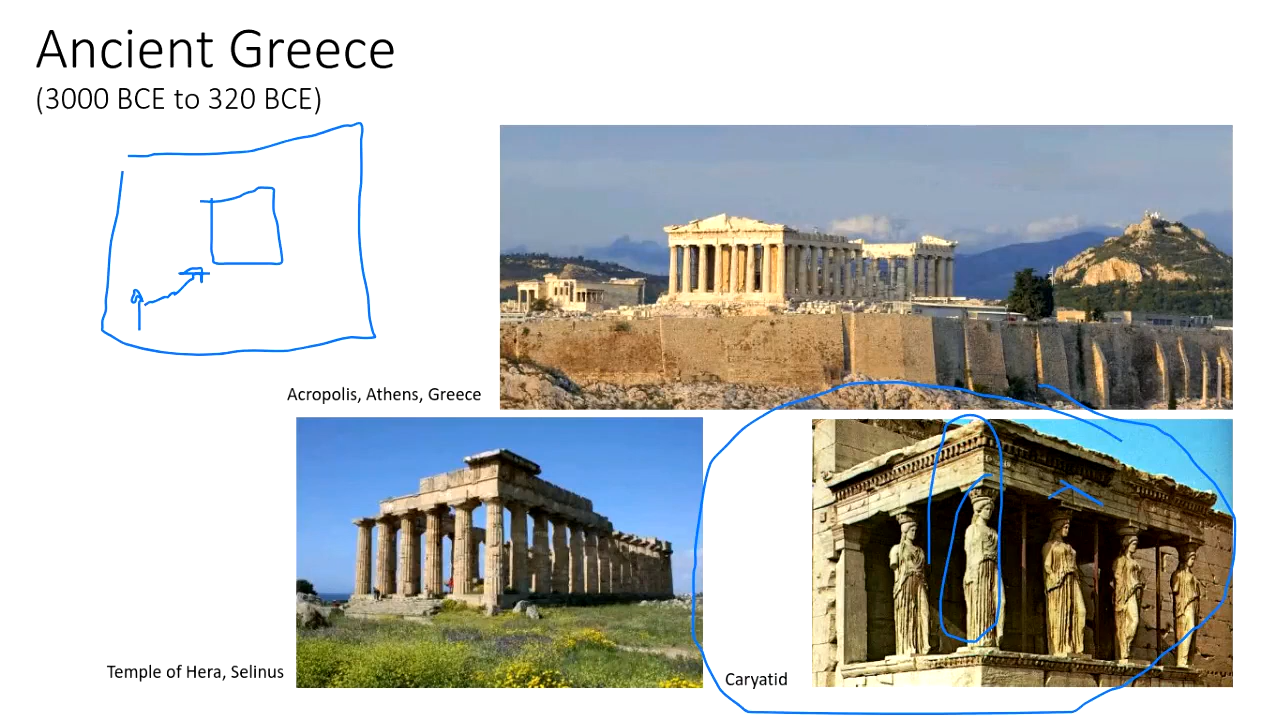 Ancient Greece
(3000 BCE to 320 BCE)
Acropolis, Athens, Greece
Temple of Hera, Selinus
Caryatid